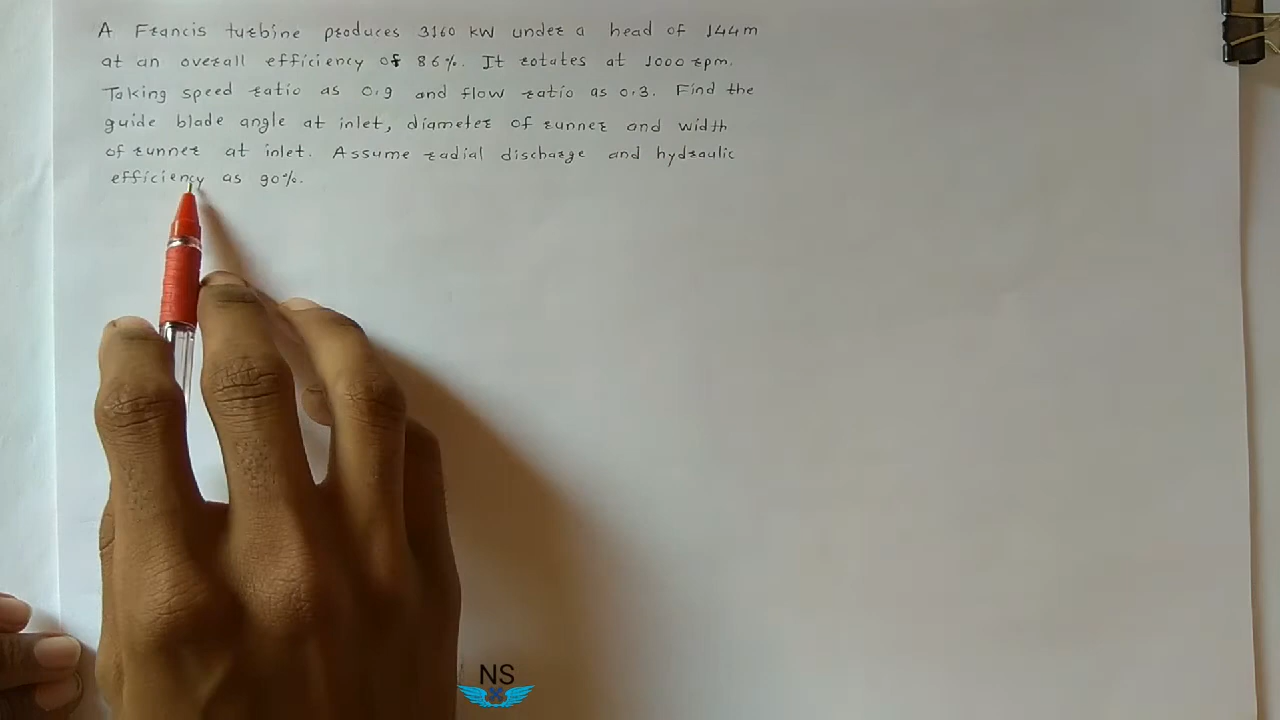 A Francis turbine produces 3160 kW under a head of 144m
at an overall efficiency of 86%. It rotates at 1000 rpm.
Taking speed ratio as 0.9 and flow ratio as 0.3. Find the
guide blade angle at inlet, diameter of runner and width
of runner at inlet. Assume radial discharge and hydraulic
efficiency as 90%.
NS